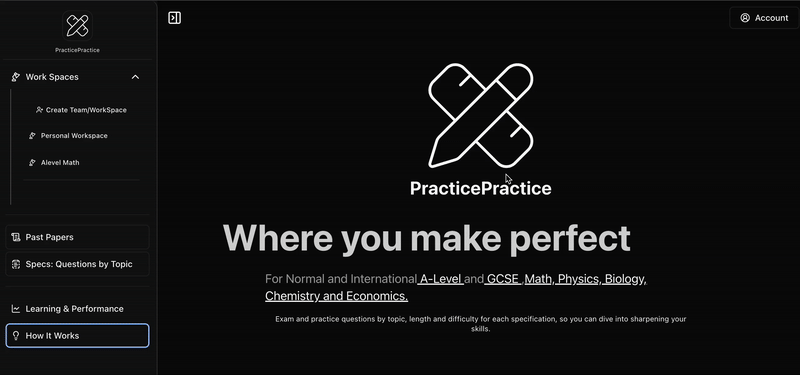 PracticePractice
Work Spaces
Create Team/WorkSpace
Personal Workspace
Alevel Math
Past Papers
Specs: Questions by Topic
Learning & Performance
How It Works
Account
PracticePractice
Where you make perfect
For Normal and International A-Level and GCSE ,Math, Physics, Biology,
Chemistry and Economics.
Exam and practice questions by topic, length and difficulty for each specification, so you can dive into sharpening your
skills.